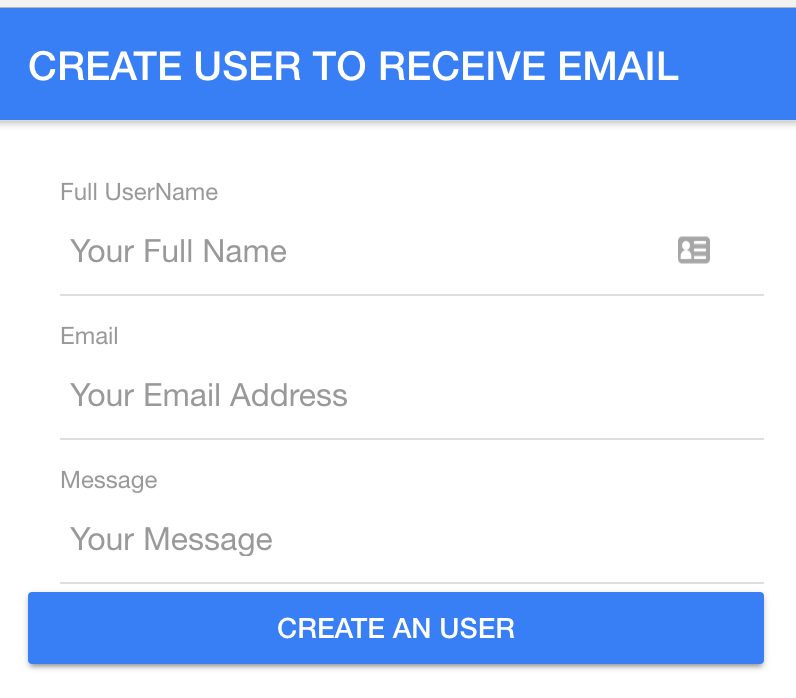 CREATE USER TO RECEIVE EMAIL
Full UserName
Your Full Name
Email
Your Email Address
Message
Your Message
CREATE AN USER